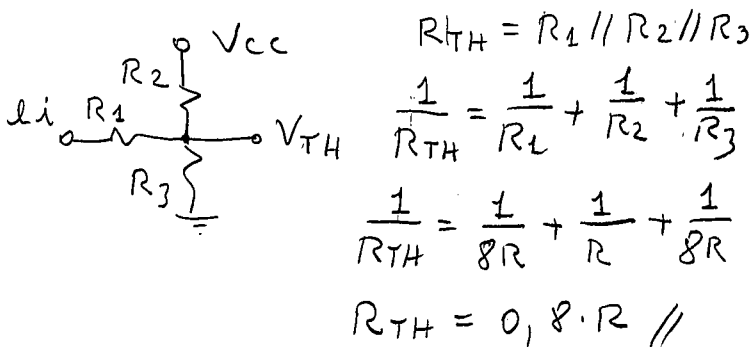 Vcc
R2
ei R1
VTH
R3
RTH = R1 // R2 // R3
1/RTH = 1/R1 + 1/R2 + 1/R3
1/RTH = 1/8R + 1/R + 1/8R
RTH = 0,8·R //